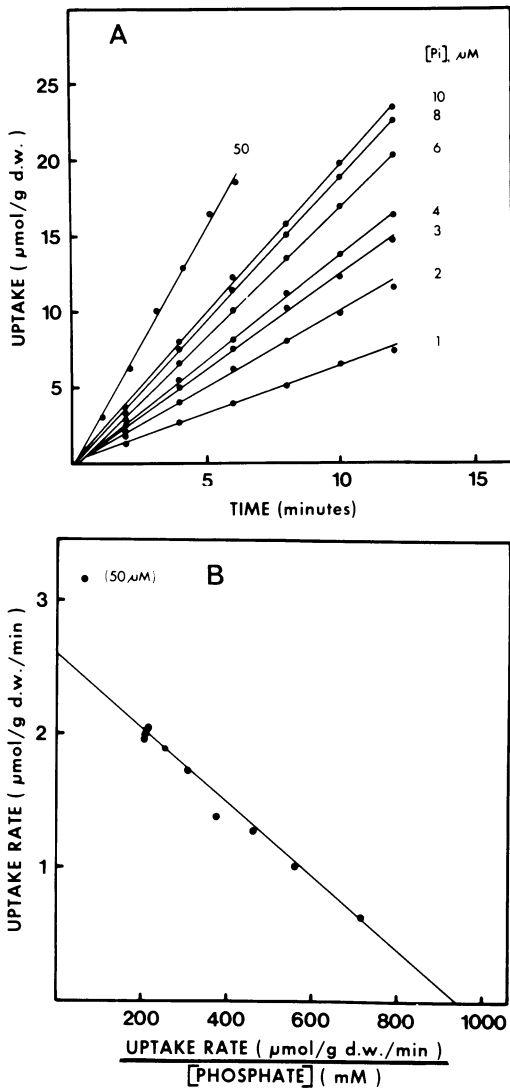 A
[Pi], µM
UPTAKE ( µmol/g d.w.)
25
20
15
10
5
50
10
8
6
4
3
2
1
5
10
15
TIME (minutes)
B
(50 µM)
UPTAKE RATE ( µmol/g d.w./min)
3
2
1
200
400
600
800
1000
UPTAKE RATE ( µmol/g d.w./min)
[PHOSPHATE] ( mM )